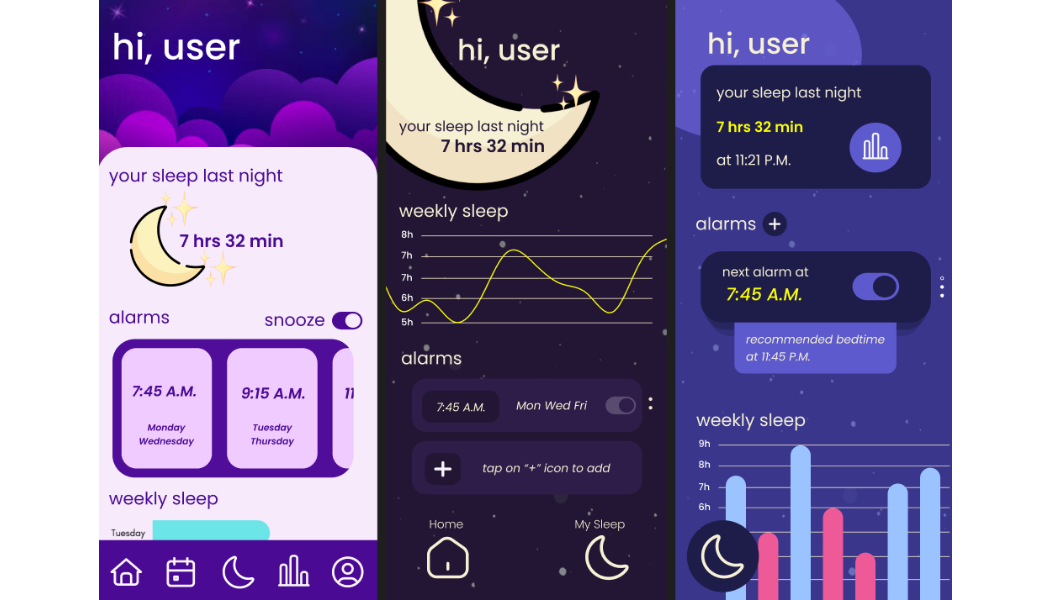 hi, user
your sleep last night
7 hrs 32 min
alarms
snooze
7:45 A.M.
Monday
Wednesday
9:15 A.M.
Tuesday
Thursday
11
weekly sleep
Tuesday
hi, user
your sleep last night
7 hrs 32 min
weekly sleep
8h
7h
7h
6h
5h
alarms
7:45 A.M.
Mon Wed Fri
+
tap on “+” icon to add
Home
My Sleep
hi, user
your sleep last night
7 hrs 32 min
at 11:21 P.M.
alarms +
next alarm at
7:45 A.M.
recommended bedtime
at 11:45 P.M.
weekly sleep
9h
8h
7h
6h